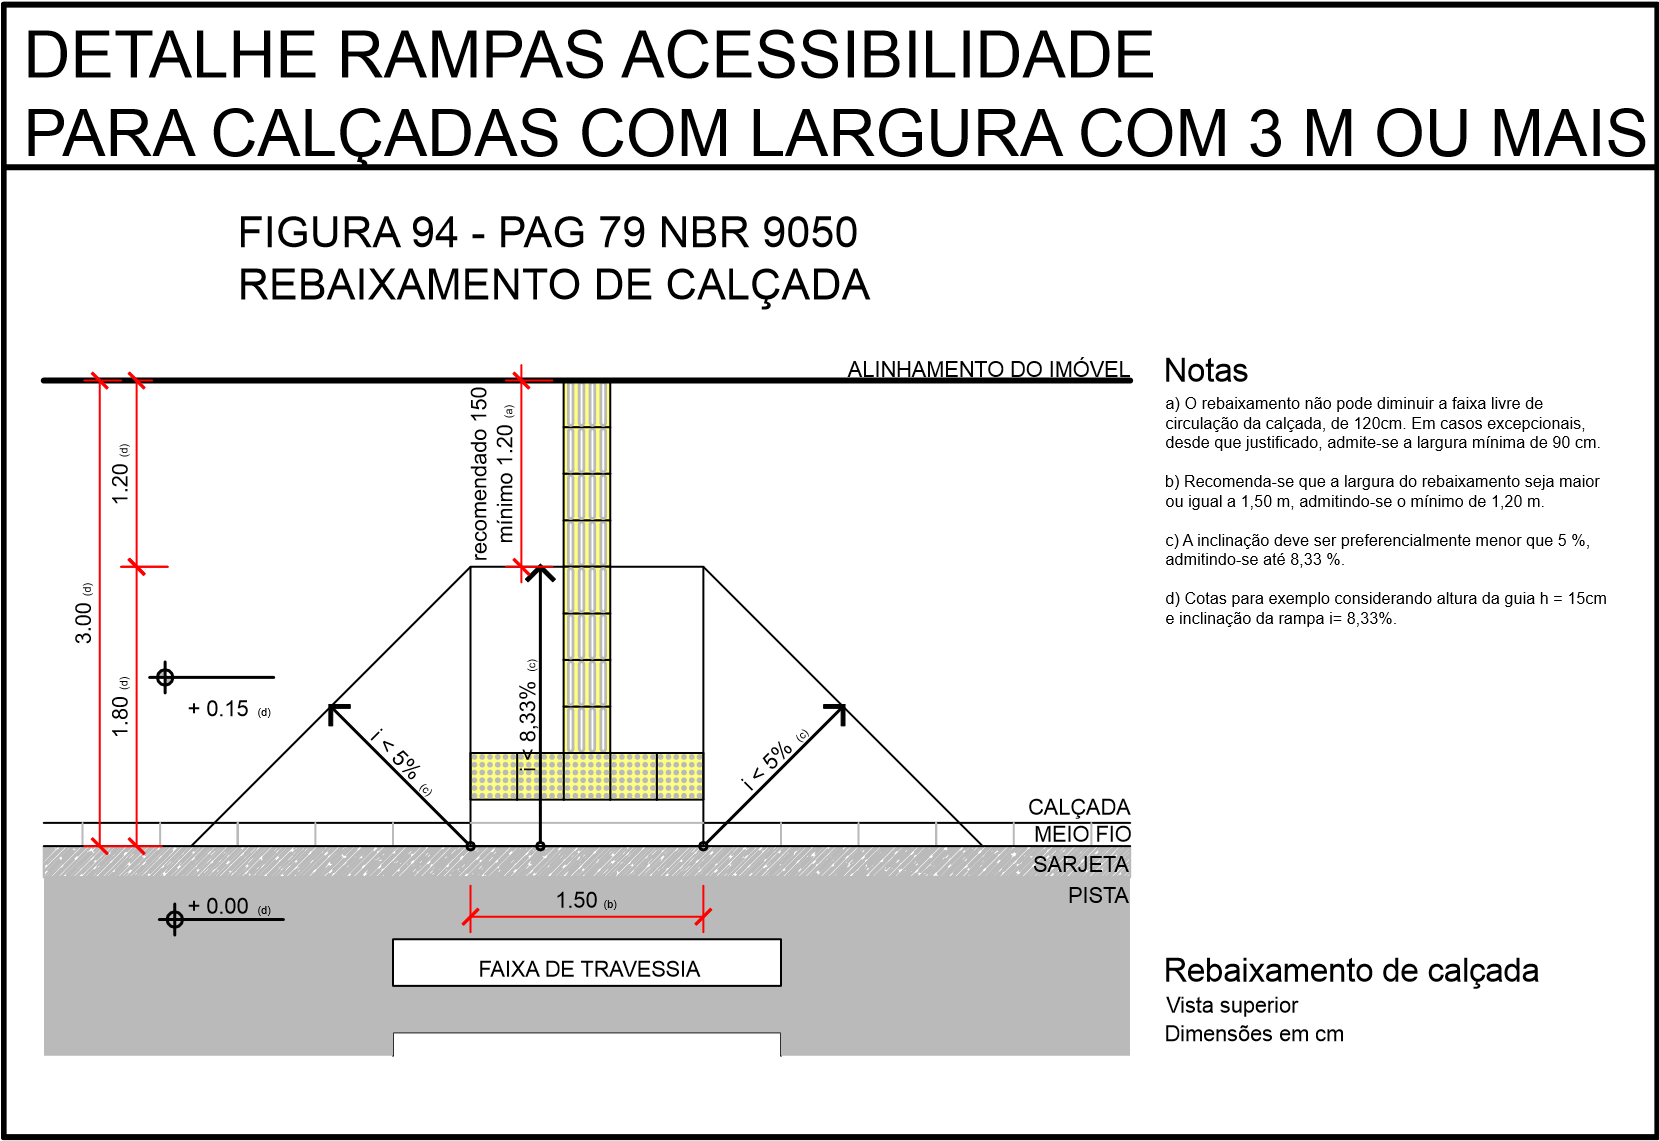 DETALHE RAMPAS ACESSIBILIDADE
PARA CALÇADAS COM LARGURA COM 3 M OU MAIS
FIGURA 94 - PAG 79 NBR 9050
REBAIXAMENTO DE CALÇADA
ALINHAMENTO DO IMÓVEL
recomendado 150
mínimo 1.20 (a)
1.20 (d)
3.00 (d)
1.80 (d)
+ 0.15 (d)
i < 5% (c)
i < 8,33% (c)
i < 5% (c)
CALÇADA
MEIO FIO
SARJETA
PISTA
+ 0.00 (d)
1.50 (b)
FAIXA DE TRAVESSIA
Notas
a) O rebaixamento não pode diminuir a faixa livre de
circulação da calçada, de 120cm. Em casos excepcionais,
desde que justificado, admite-se a largura mínima de 90 cm.
b) Recomenda-se que a largura do rebaixamento seja maior
ou igual a 1,50 m, admitindo-se o mínimo de 1,20 m.
c) A inclinação deve ser preferencialmente menor que 5 %,
admitindo-se até 8,33 %.
d) Cotas para exemplo considerando altura da guia h = 15cm
e inclinação da rampa i= 8,33%.
Rebaixamento de calçada
Vista superior
Dimensões em cm